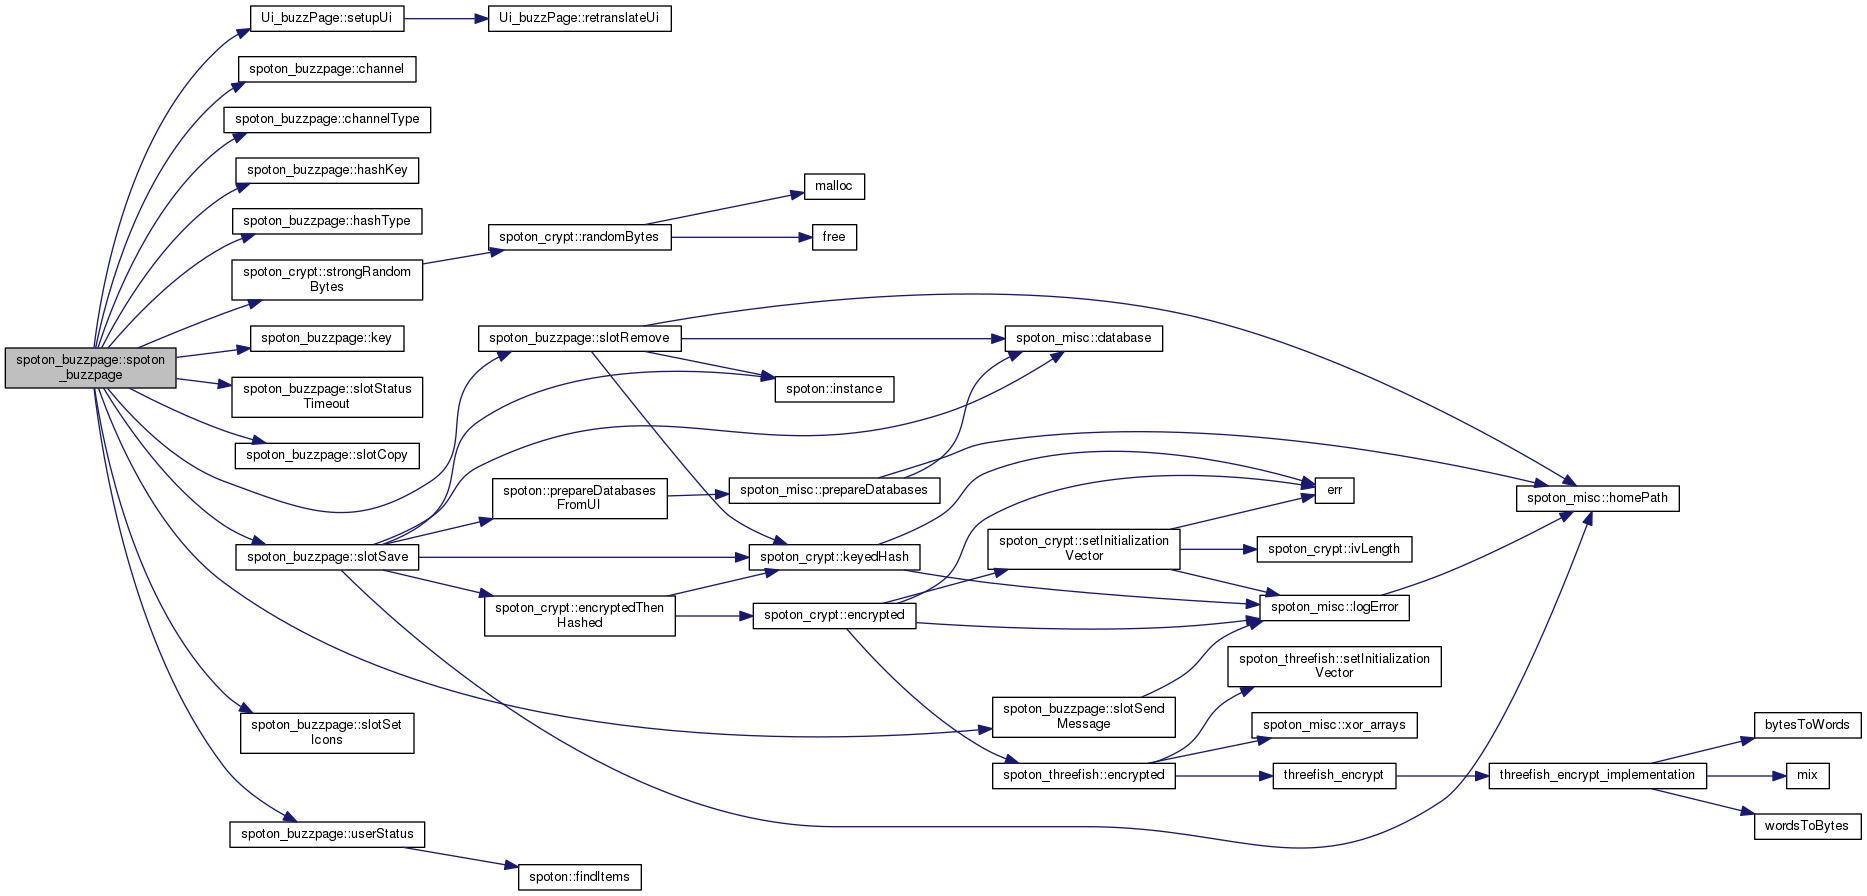 Ui_buzzPage::setupUi
Ui_buzzPage::retranslateUi
spoton_buzzpage::channel
spoton_buzzpage::channelType
spoton_buzzpage::hashKey
malloc
spoton_buzzpage::hashType
spoton_crypt::randomBytes
free
spoton_crypt::strongRandom
Bytes
spoton_buzzpage::key
spoton_buzzpage::slotRemove
spoton_misc::database
spoton_buzzpage::spoton
_buzzpage
spoton_buzzpage::slotStatus
Timeout
spoton::instance
spoton_buzzpage::slotCopy
spoton::prepareDatabases
FromUI
spoton_misc::prepareDatabases
err
spoton_misc::homePath
spoton_buzzpage::slotSave
spoton_crypt::keyedHash
spoton_crypt::setInitialization
Vector
spoton_crypt::ivLength
spoton_crypt::encryptedThen
Hashed
spoton_crypt::encrypted
spoton_misc::logError
spoton_threefish::setInitialization
Vector
spoton_buzzpage::slotSend
Message
spoton_buzzpage::slotSet
Icons
spoton_misc::xor_arrays
bytesToWords
spoton_threefish::encrypted
threefish_encrypt
threefish_encrypt_implementation
mix
spoton_buzzpage::userStatus
wordsToBytes
spoton::findItems